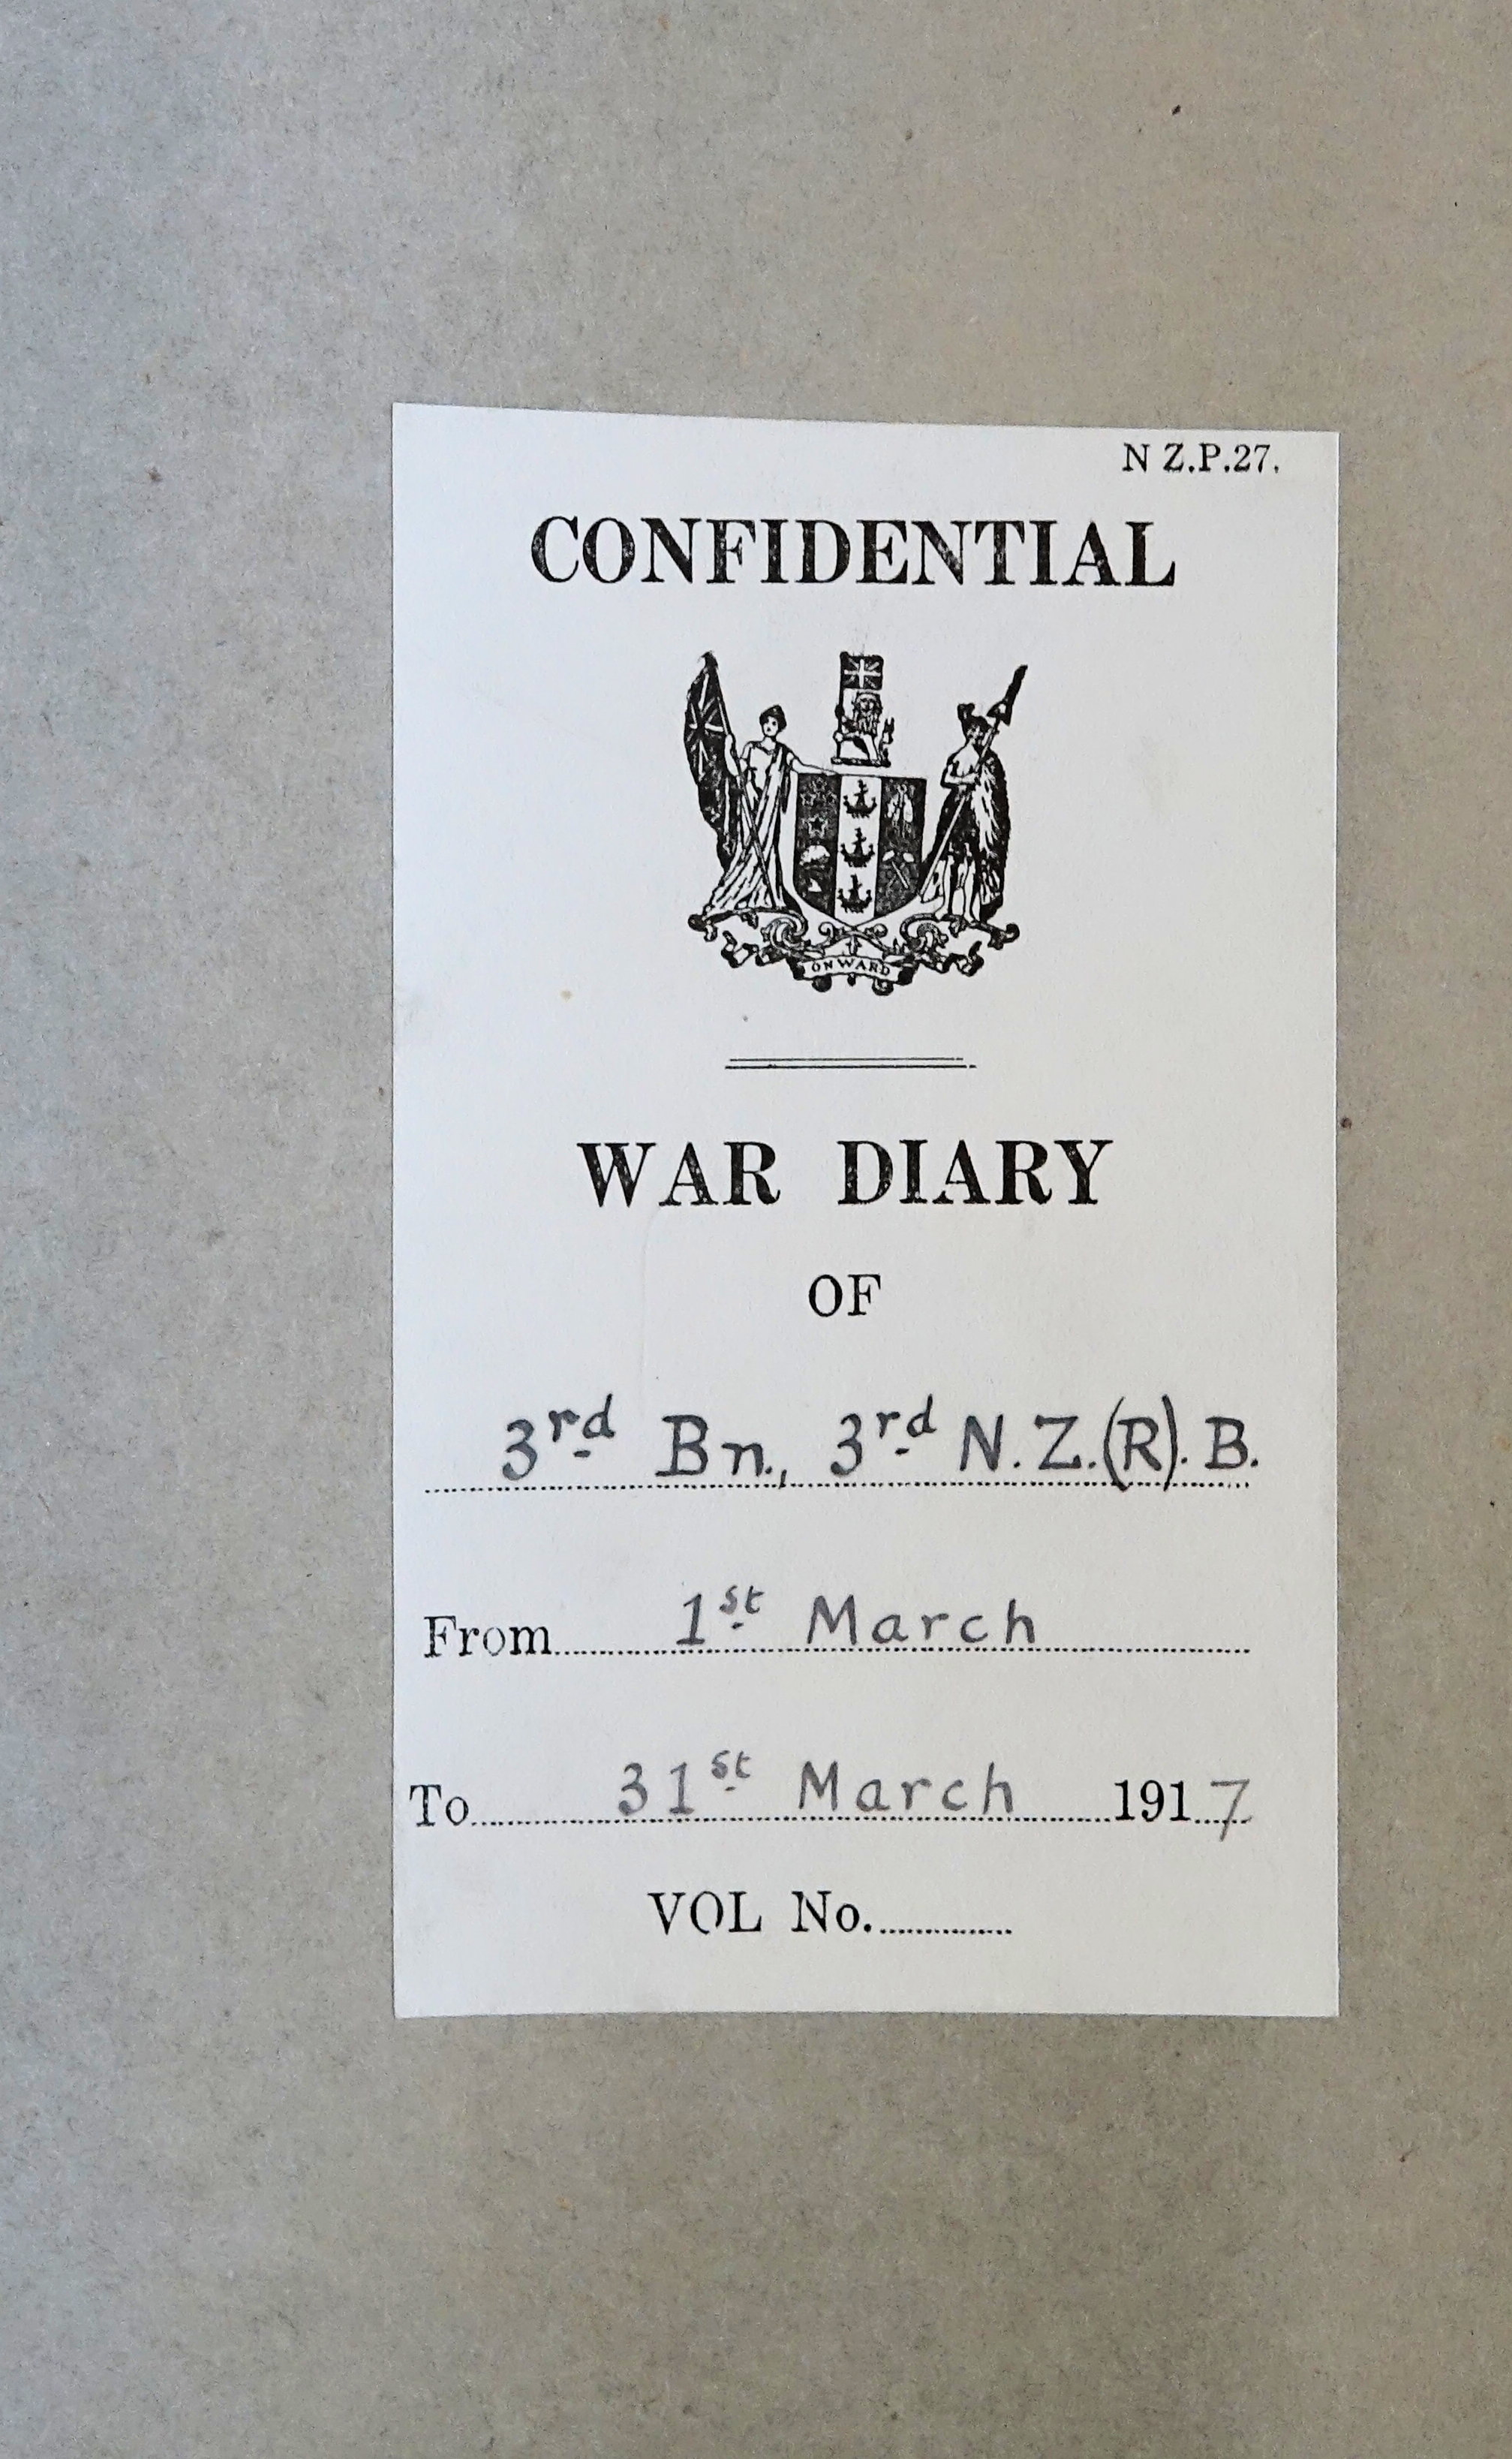 N Z.P.27.
CONFIDENTIAL
ONWARD
WAR DIARY
OF
3rd Bn., 3rd N.Z.(R).B.
From 1st March
To 31st March 1917
VOL No.